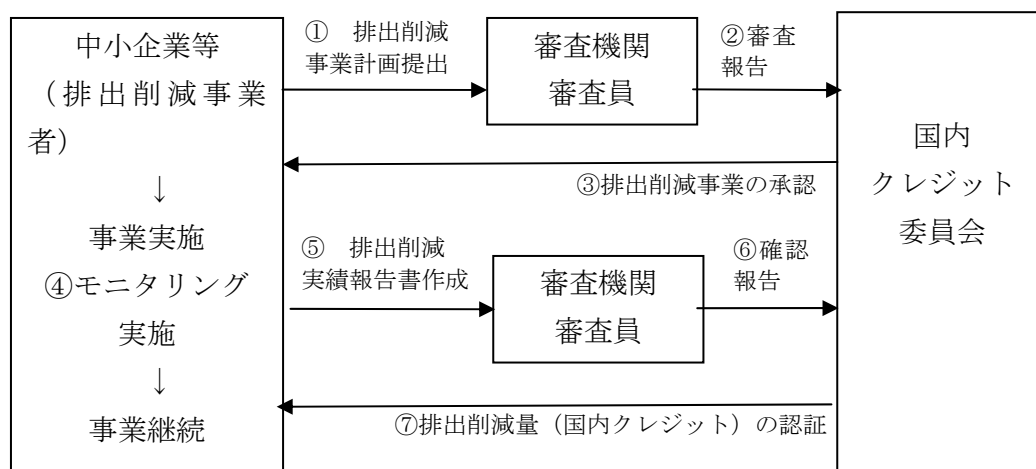 中小企業等
(排出削減事業
者)
↓
事業実施
④モニタリング
実施
↓
事業継続
① 排出削減
事業計画提出
審査機関
審査員
②審査
報告
③排出削減事業の承認
⑤ 排出削減
実績報告書作成
審査機関
審査員
⑥確認
報告
⑦排出削減量(国内クレジット)の認証
国内
クレジット
委員会